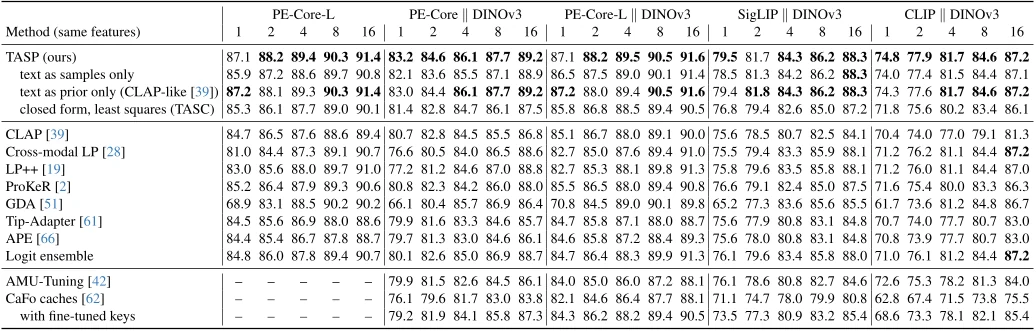 PE-Core-L PE-Core ∥ DINOv3 PE-Core-L ∥ DINOv3 SigLIP ∥ DINOv3 CLIP ∥ DINOv3
Method (same features) 1 2 4 8 16 1 2 4 8 16 1 2 4 8 16 1 2 4 8 16 1 2 4 8 16
TASP (ours) 87.1 88.2 89.4 90.3 91.4 83.2 84.6 86.1 87.7 89.2 87.1 88.2 89.5 90.5 91.6 79.5 81.7 84.3 86.2 88.3 74.8 77.9 81.7 84.6 87.2
text as samples only 85.9 87.2 88.6 89.7 90.8 82.1 83.6 85.5 87.1 88.9 86.5 87.5 89.0 90.1 91.4 78.5 81.3 84.2 86.2 88.3 74.0 77.4 81.5 84.4 87.1
text as prior only (CLAP-like [39]) 87.2 88.1 89.3 90.3 91.4 83.0 84.4 86.1 87.7 89.2 87.2 88.0 89.4 90.5 91.6 79.4 81.8 84.3 86.2 88.3 74.3 77.6 81.7 84.6 87.2
closed form, least squares (TASC) 85.3 86.1 87.7 89.0 90.1 81.4 82.8 84.7 86.1 87.5 85.8 86.8 88.4 89.5 90.5 76.8 79.4 82.6 85.0 87.2 71.8 75.6 80.2 83.4 86.1
CLAP [39] 84.7 86.5 87.6 88.6 89.4 80.7 82.8 84.5 85.5 86.8 85.1 86.7 88.0 89.1 90.0 75.6 78.5 80.7 82.5 84.1 70.4 74.0 77.0 79.1 81.3
Cross-modal LP [28] 81.0 84.4 87.3 89.1 90.7 76.6 80.5 84.0 86.5 88.6 82.7 85.0 87.6 89.4 91.0 75.5 79.4 83.3 85.9 88.1 71.2 76.2 81.1 84.4 87.2
LP++ [19] 83.0 85.6 88.0 89.7 91.0 77.2 81.2 84.6 87.0 88.8 82.7 85.3 88.1 89.8 91.3 75.8 79.6 83.5 85.8 88.1 71.2 76.0 81.1 84.4 87.0
ProKeR [2] 85.2 86.4 87.9 89.3 90.6 80.8 82.3 84.2 86.0 88.0 85.5 86.5 88.0 89.4 90.8 76.6 79.1 82.4 85.0 87.5 71.6 75.4 80.0 83.3 86.3
GDA [51] 68.9 83.1 88.5 90.2 90.2 66.1 80.4 85.7 86.9 86.4 70.8 84.5 89.0 90.1 89.8 65.2 77.3 83.6 85.6 85.5 61.7 73.6 81.2 84.8 86.7
Tip-Adapter [61] 84.5 85.6 86.9 88.0 88.6 79.9 81.6 83.3 84.6 85.7 84.7 85.8 87.1 88.0 88.7 75.6 77.9 80.8 83.1 84.8 70.7 74.0 77.7 80.7 83.0
APE [66] 84.4 85.4 86.7 87.8 88.7 79.7 81.3 83.0 84.6 86.1 84.6 85.8 87.2 88.4 89.3 75.6 78.0 80.8 83.1 84.8 70.8 73.9 77.7 80.7 83.0
Logit ensemble 84.8 86.0 87.8 89.4 90.7 80.1 82.6 85.0 86.9 88.7 84.7 86.4 88.3 89.9 91.3 76.1 79.6 83.4 85.8 88.0 71.0 76.1 81.2 84.4 87.2
AMU-Tuning [42] – – – – – 79.9 81.5 82.6 84.5 86.1 84.0 85.0 86.0 87.2 88.1 76.1 78.6 80.8 82.7 84.6 72.6 75.3 78.2 81.3 84.0
CaFo caches [62] – – – – – 76.1 79.6 81.7 83.0 83.8 82.1 84.6 86.4 87.7 88.1 71.1 74.7 78.0 79.9 80.8 62.8 67.4 71.5 73.8 75.5
with fine-tuned keys – – – – – 79.2 81.9 84.1 85.8 87.3 84.3 86.2 88.2 89.4 90.5 73.5 77.3 80.9 83.2 85.4 68.6 73.3 78.1 82.1 85.4